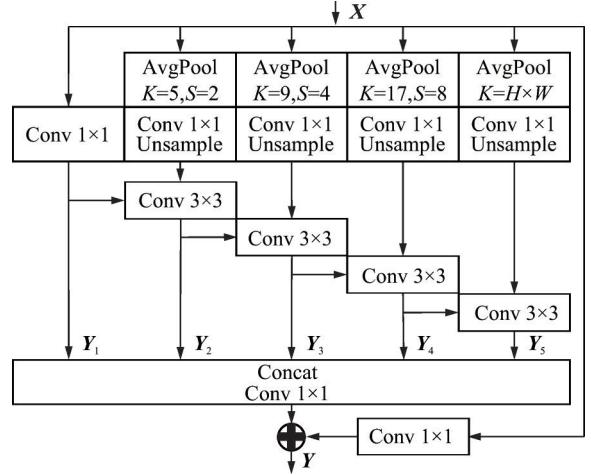 X
AvgPool
K=5,S=2
AvgPool
K=9,S=4
AvgPool
K=17,S=8
AvgPool
K=H×W
Conv 1×1
Conv 1×1
Unsample
Conv 1×1
Unsample
Conv 1×1
Unsample
Conv 1×1
Unsample
Conv 3×3
Conv 3×3
Conv 3×3
Conv 3×3
Y₁
Y₂
Y₃
Y₄
Y₅
Concat
Conv 1×1
Conv 1×1
Y